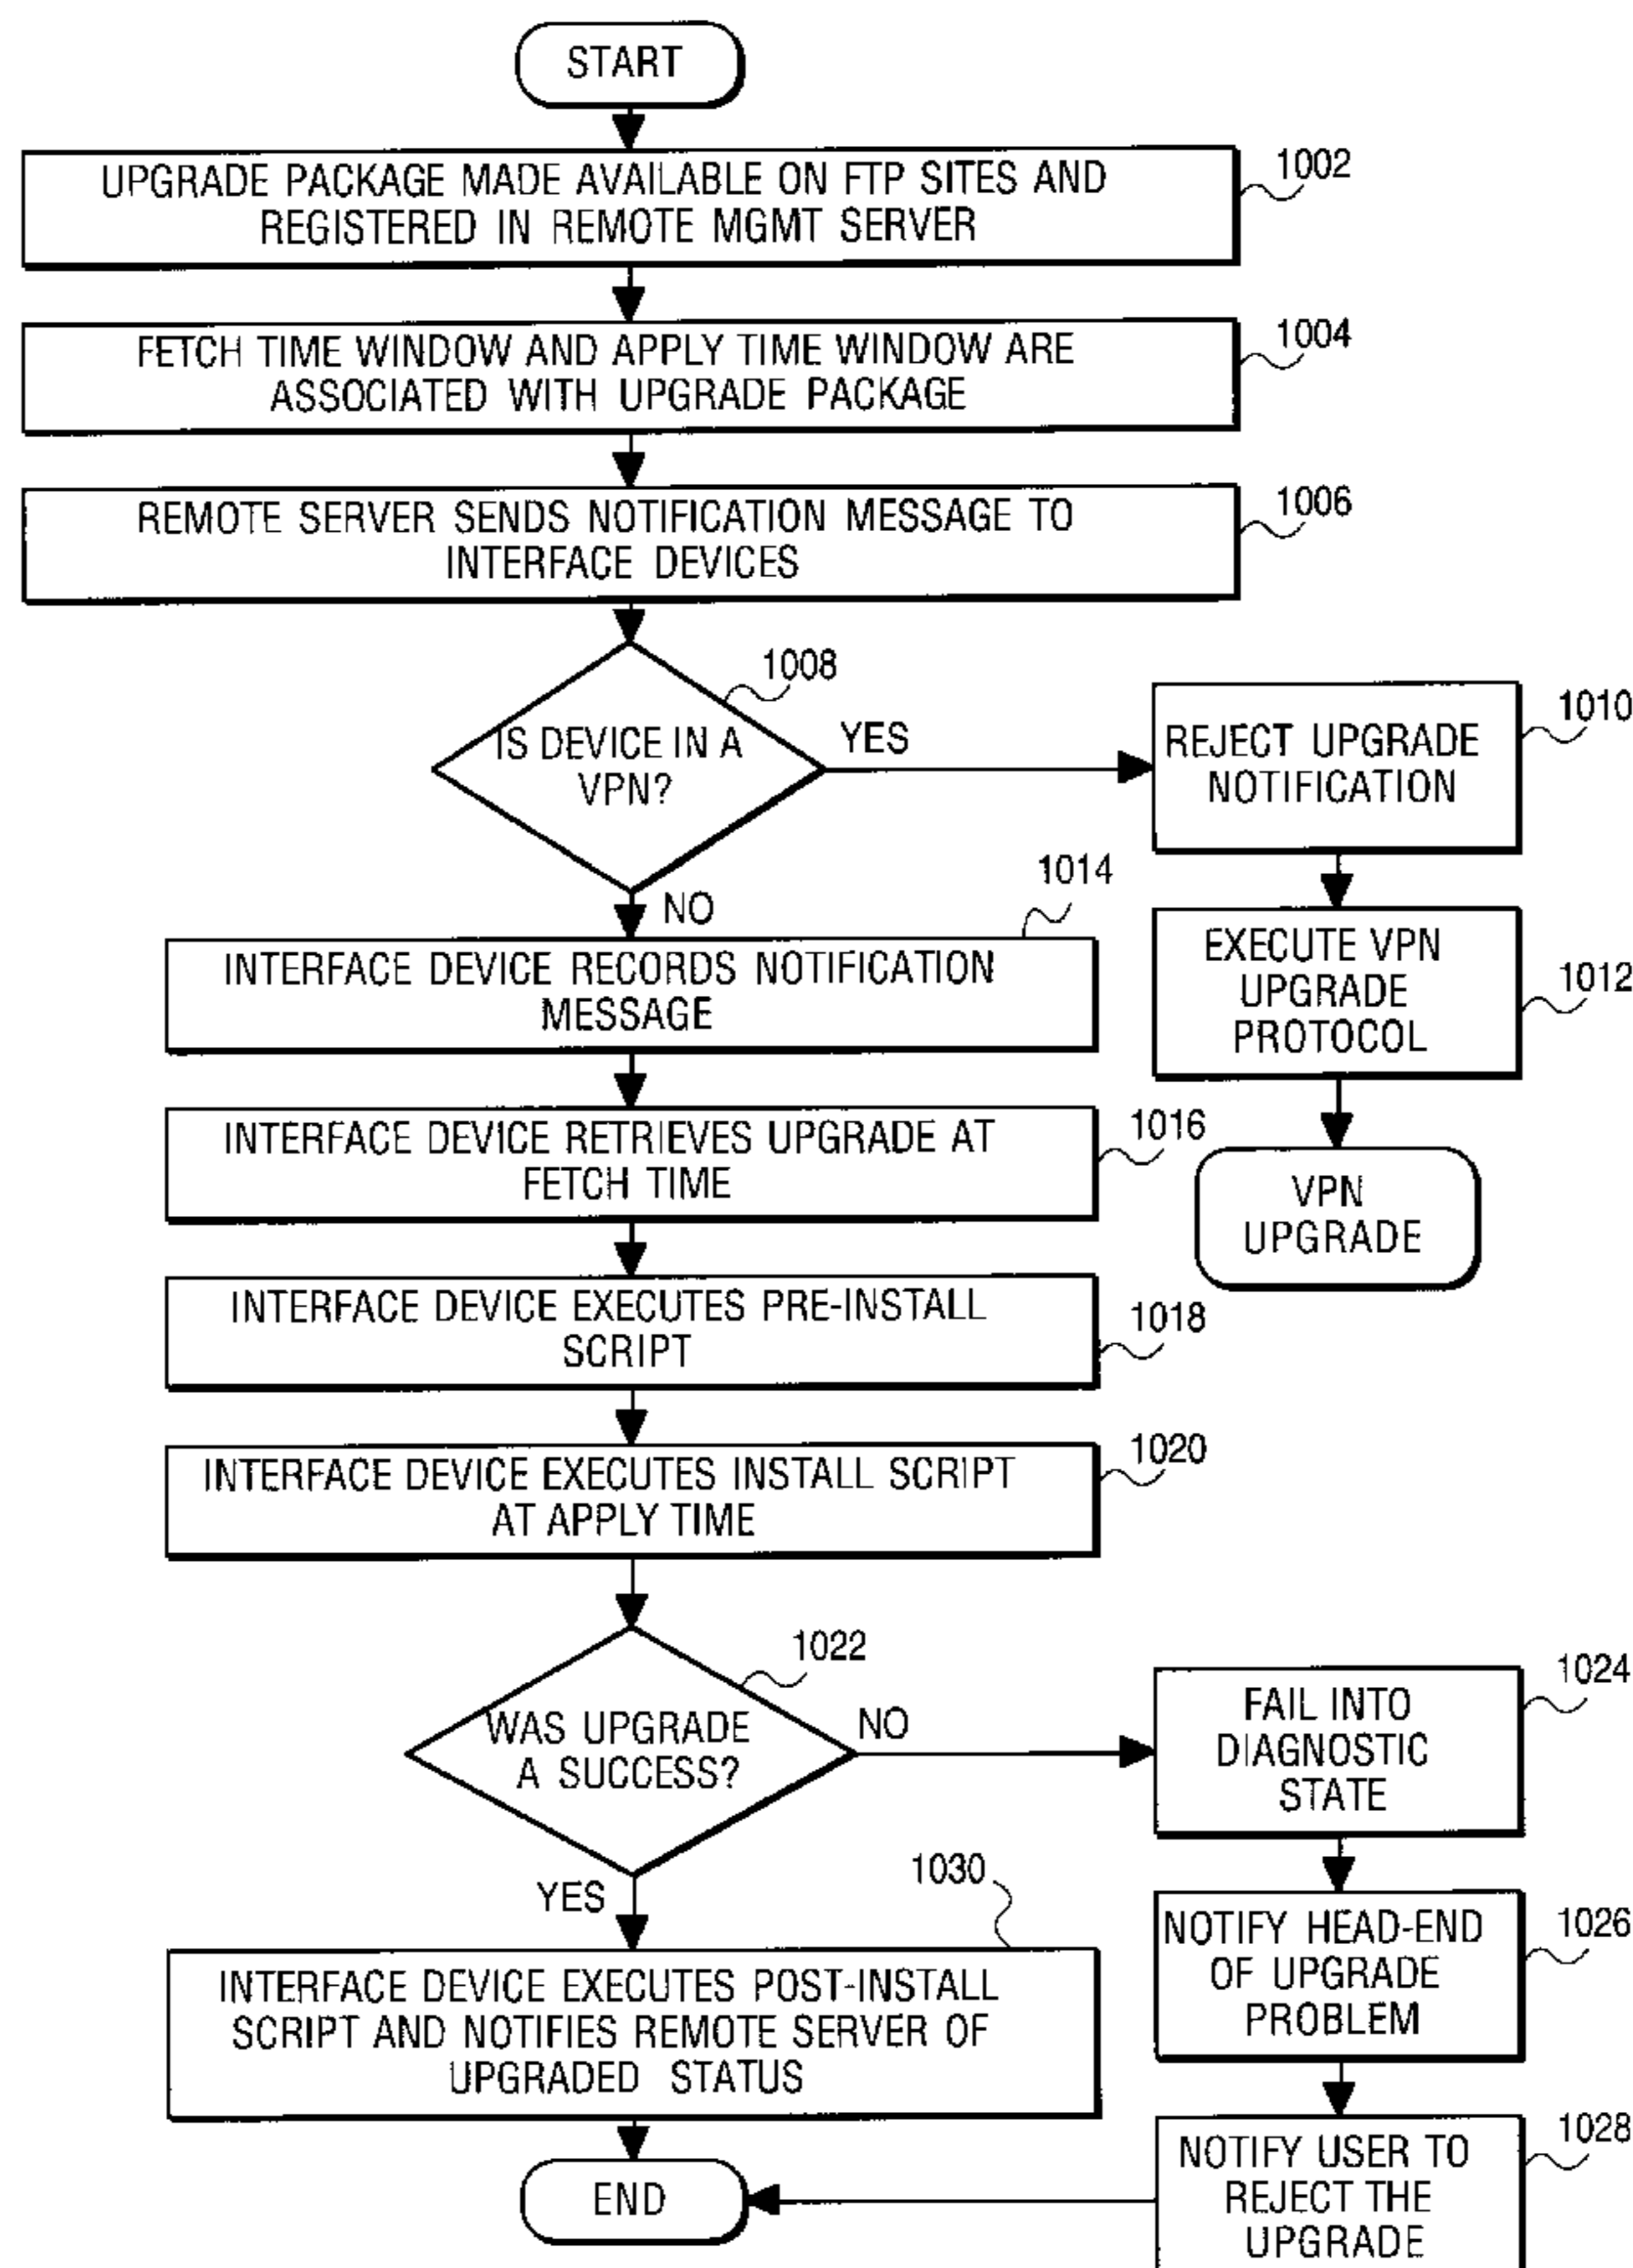 START
UPGRADE PACKAGE MADE AVAILABLE ON FTP SITES AND
REGISTERED IN REMOTE MGMT SERVER
1002
FETCH TIME WINDOW AND APPLY TIME WINDOW ARE
ASSOCIATED WITH UPGRADE PACKAGE
1004
REMOTE SERVER SENDS NOTIFICATION MESSAGE TO
INTERFACE DEVICES
1006
1008
IS DEVICE IN A
VPN?
YES
NO
REJECT UPGRADE
NOTIFICATION
1010
EXECUTE VPN
UPGRADE
PROTOCOL
1012
VPN
UPGRADE
1014
INTERFACE DEVICE RECORDS NOTIFICATION
MESSAGE
INTERFACE DEVICE RETRIEVES UPGRADE AT
FETCH TIME
1016
INTERFACE DEVICE EXECUTES PRE-INSTALL
SCRIPT
1018
INTERFACE DEVICE EXECUTES INSTALL SCRIPT
AT APPLY TIME
1020
1022
WAS UPGRADE
A SUCCESS?
NO
YES
FAIL INTO
DIAGNOSTIC
STATE
1024
NOTIFY HEAD-END
OF UPGRADE
PROBLEM
1026
NOTIFY USER TO
REJECT THE
UPGRADE
1028
1030
INTERFACE DEVICE EXECUTES POST-INSTALL
SCRIPT AND NOTIFIES REMOTE SERVER OF
UPGRADED STATUS
END